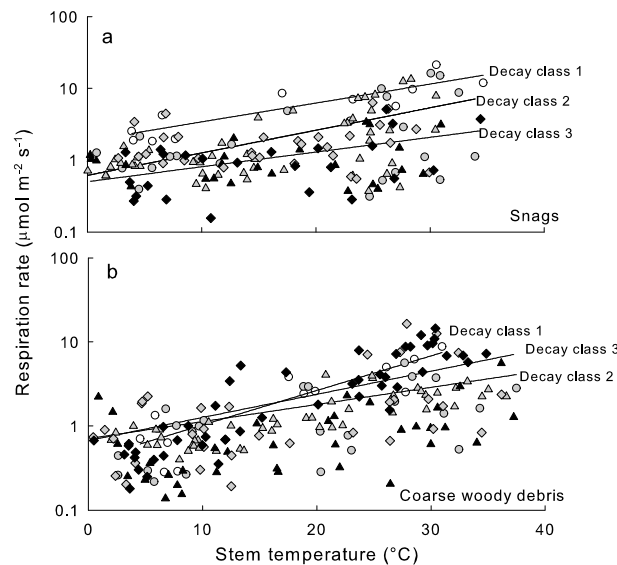 a
100
10
1
0.1
Decay class 1
Decay class 2
Decay class 3
Snags
Respiration rate (μmol m⁻² s⁻¹)
b
100
10
1
0.1
Decay class 1
Decay class 3
Decay class 2
Coarse woody debris
0 10 20 30 40
Stem temperature (°C)